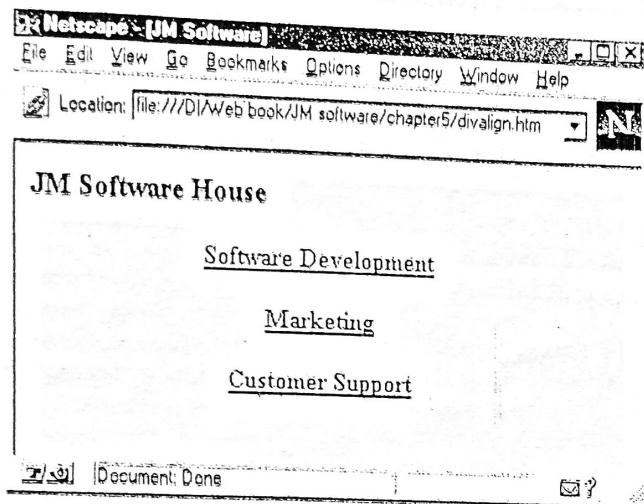 Netscape - [JM Software]
File Edit View Go Bookmarks Options Directory Window Help
Location: file:///D|/Web book/JM software/chapter5/divalign.htm
N
JM Software House
Software Development
Marketing
Customer Support
Document: Done
?